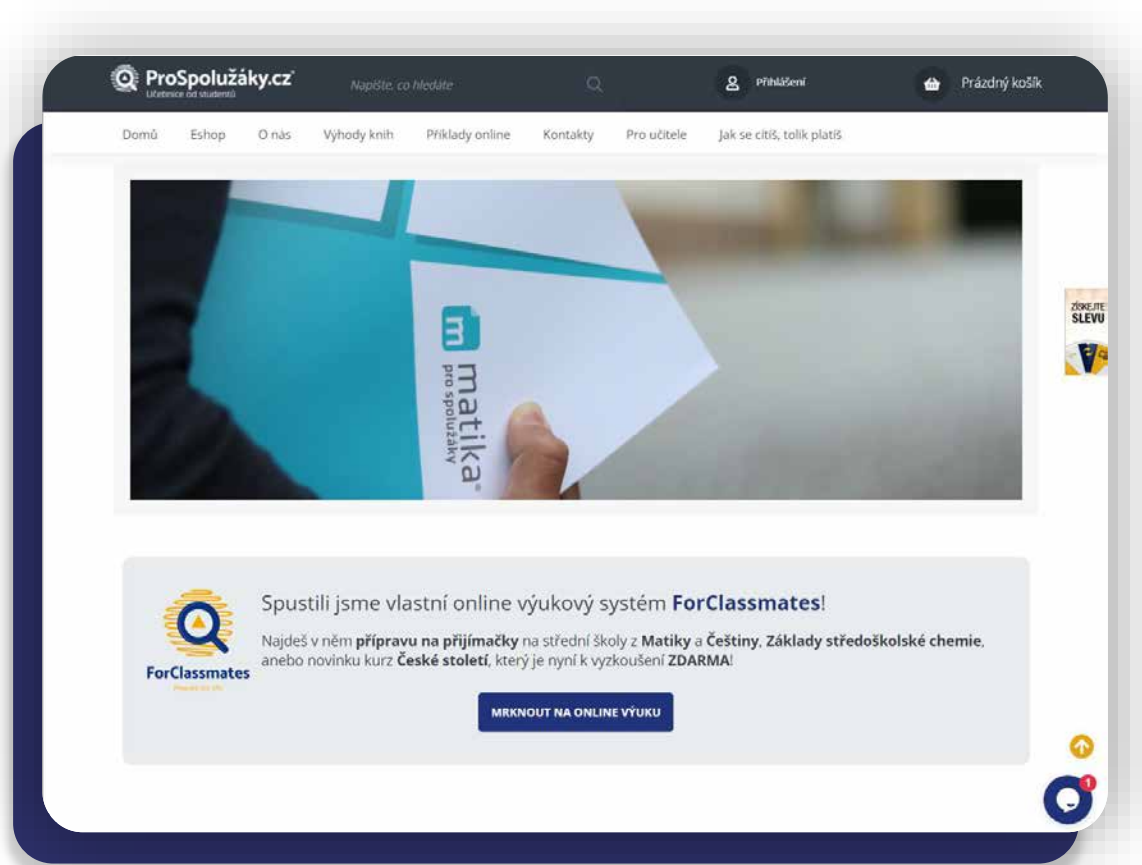 ProSpolužáky.cz®
Učebnice od studentů
Napište, co hledáte
Přihlášení
Prázdný košík
Domů Eshop O nás Výhody knih Příklady online Kontakty Pro učitele Jak se cítíš, tolik platíš
m matika®
pro spolužáky
ZÍSKEJTE
SLEVU
Spustili jsme vlastní online výukový systém ForClassmates!
Najdeš v něm přípravu na přijímačky na střední školy z Matiky a Češtiny, Základy středoškolské chemie,
anebo novinku kurz České století, který je nyní k vyzkoušení ZDARMA!
ForClassmates
MRKNOUT NA ONLINE VÝUKU
1